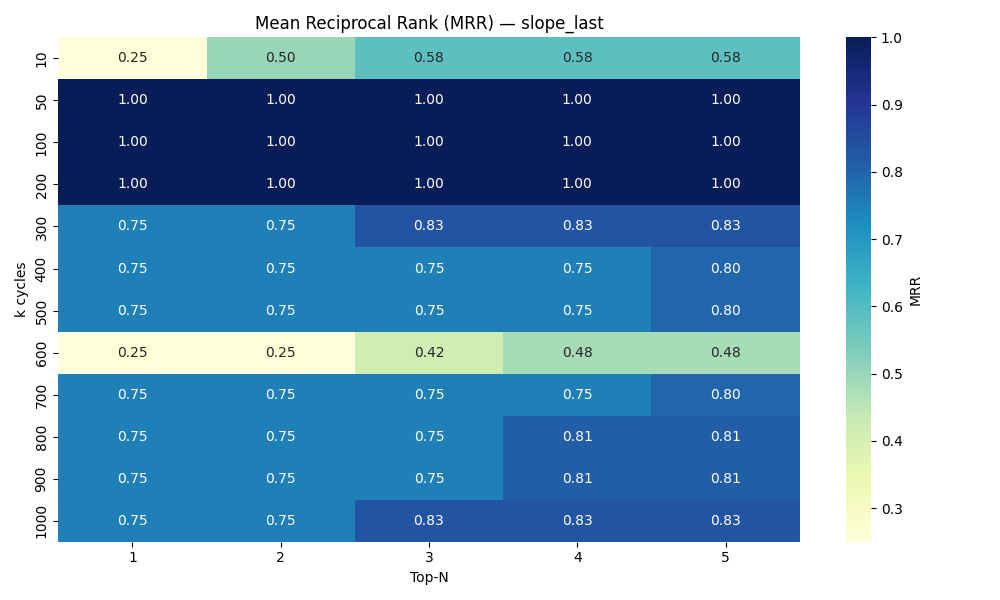 Mean Reciprocal Rank (MRR) — slope_last
10 0.25 0.50 0.58 0.58 0.58
50 1.00 1.00 1.00 1.00 1.00
100 1.00 1.00 1.00 1.00 1.00
200 1.00 1.00 1.00 1.00 1.00
300 0.75 0.75 0.83 0.83 0.83
400 0.75 0.75 0.75 0.75 0.80
500 0.75 0.75 0.75 0.75 0.80
600 0.25 0.25 0.42 0.48 0.48
700 0.75 0.75 0.75 0.75 0.80
800 0.75 0.75 0.75 0.81 0.81
900 0.75 0.75 0.75 0.81 0.81
1000 0.75 0.75 0.83 0.83 0.83
k cycles
1 2 3 4 5
Top-N
1.0
0.9
0.8
0.7
0.6
0.5
0.4
0.3
MRR